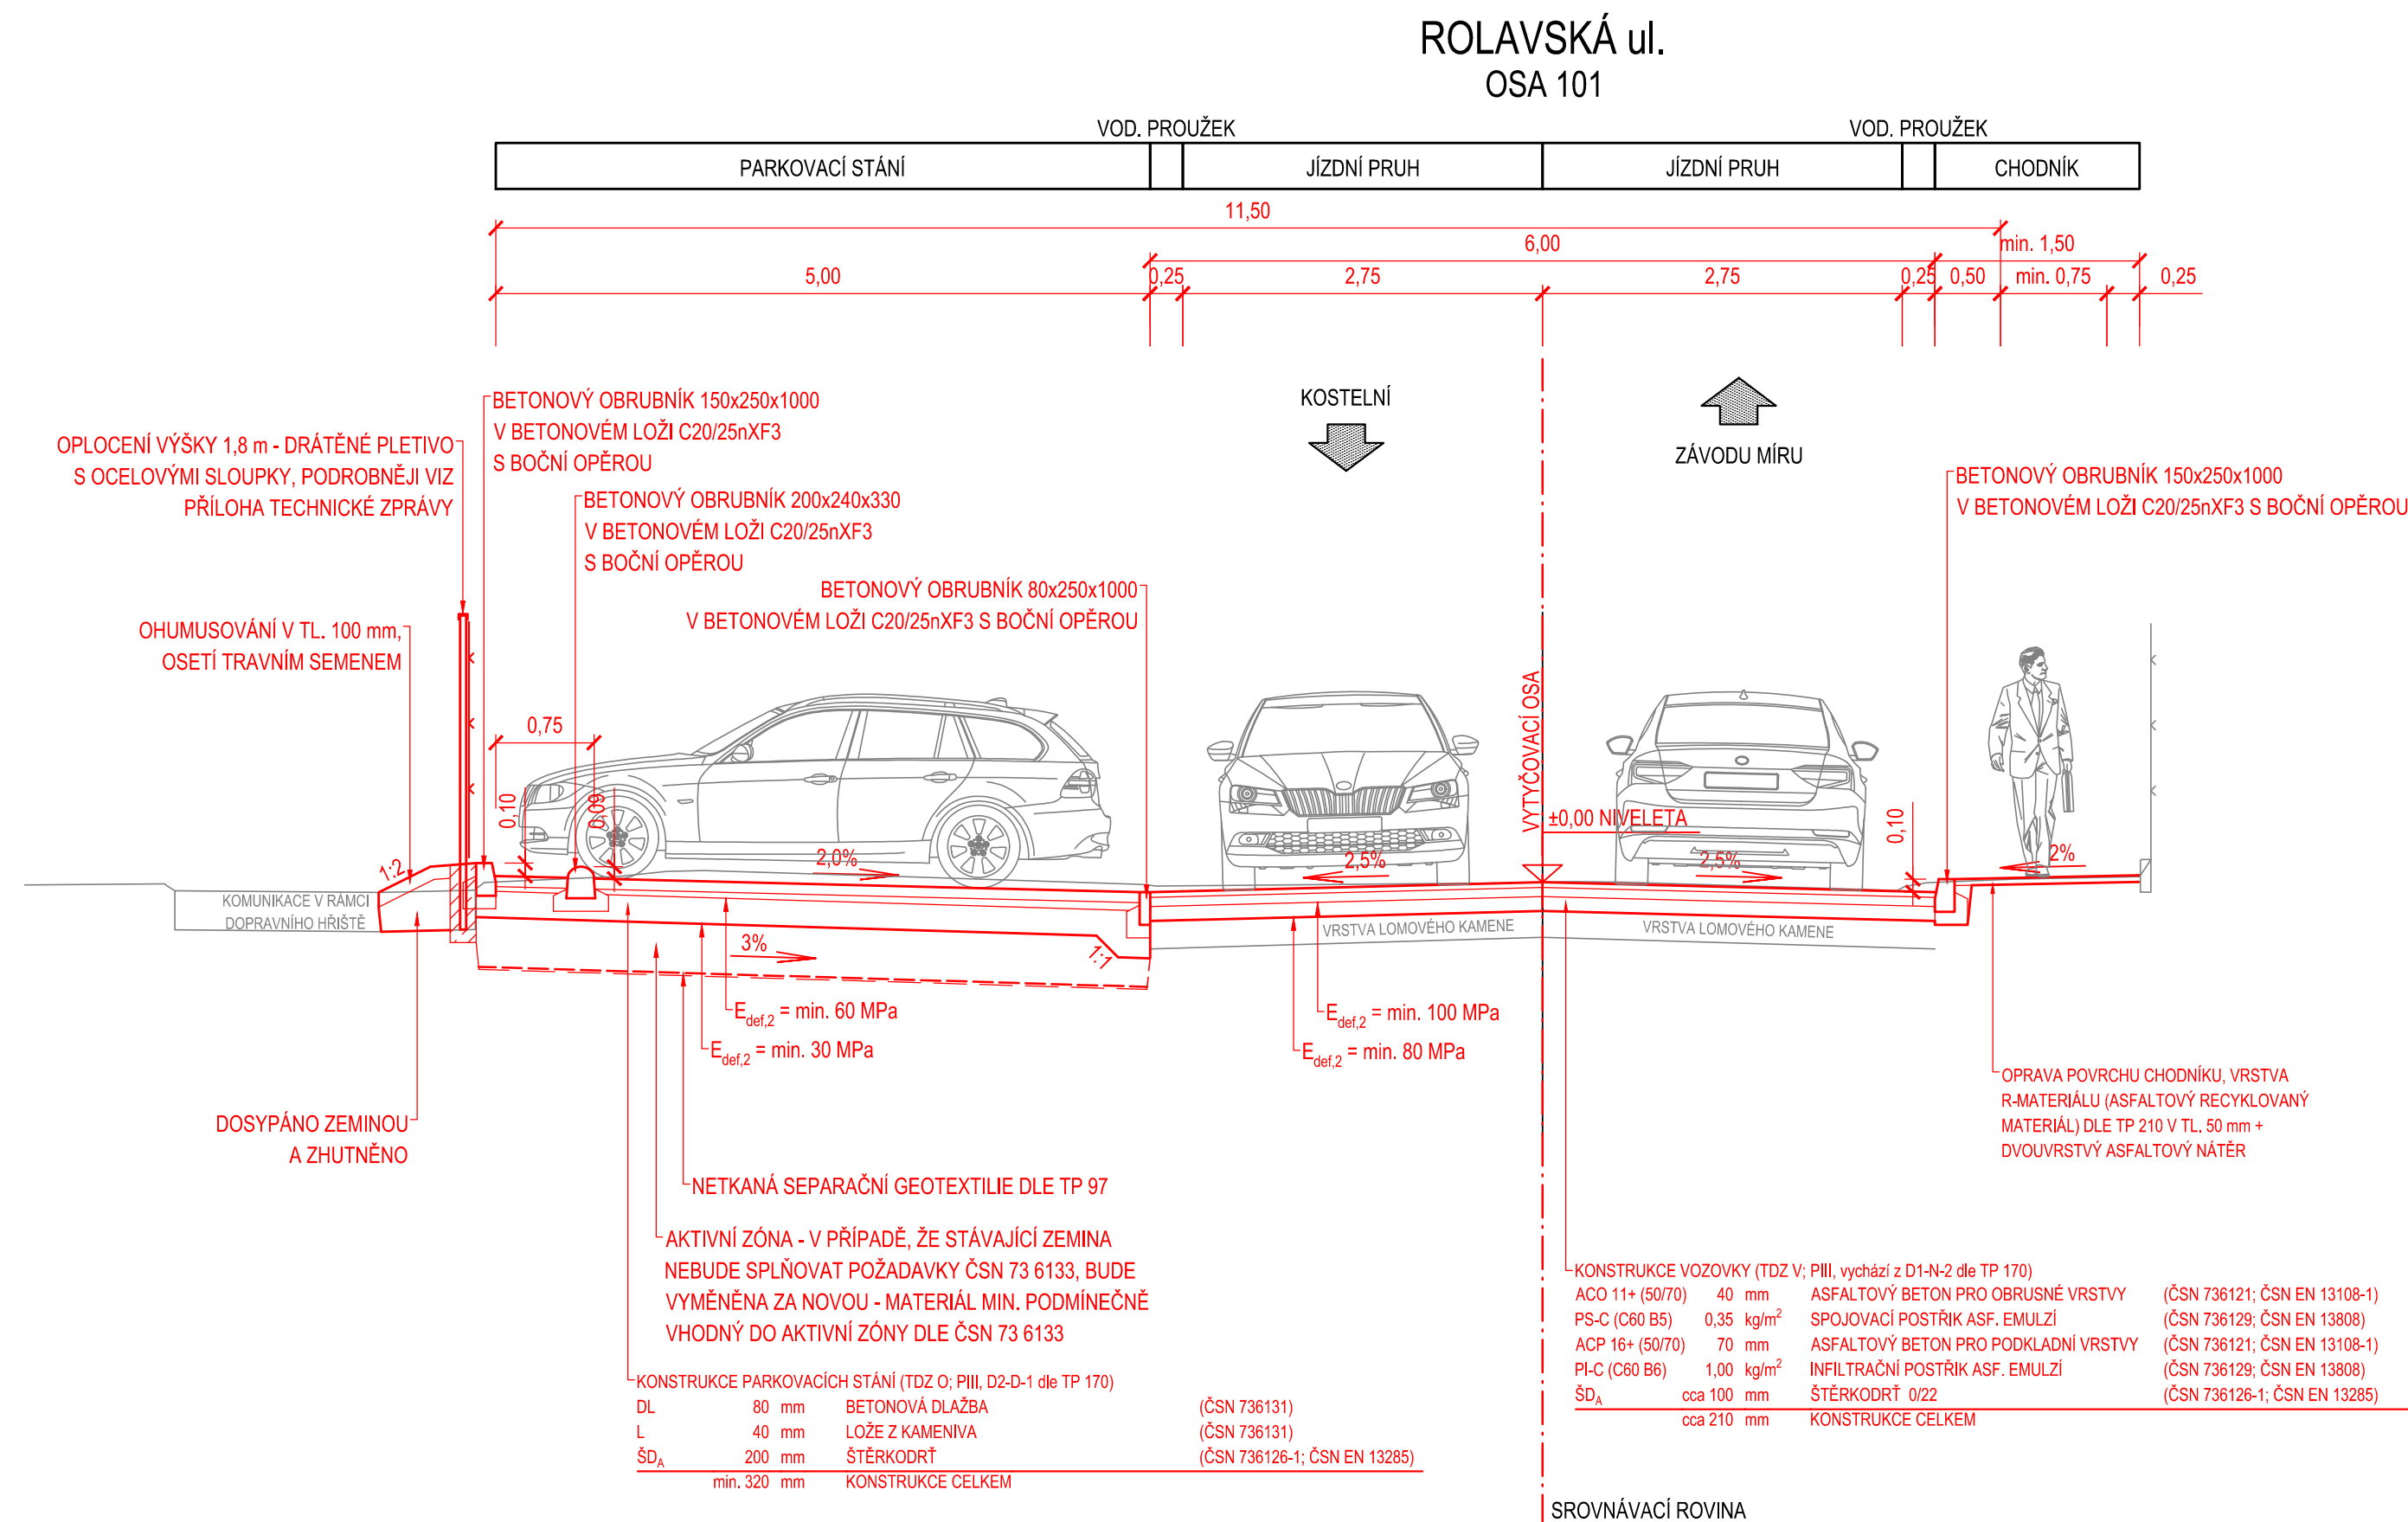 ROLAVSKÁ ul.
OSA 101
VOD. PROUŽEK
VOD. PROUŽEK
PARKOVACÍ STÁNÍ
JÍZDNÍ PRUH
JÍZDNÍ PRUH
CHODNÍK
11,50
6,00
min. 1,50
5,00
0,25
2,75
2,75
0,25
0,50
min. 0,75
0,25
BETONOVÝ OBRUBNÍK 150x250x1000
V BETONOVÉM LOŽI C20/25nXF3
S BOČNÍ OPĚROU
OPLOCENÍ VÝŠKY 1,8 m - DRÁTĚNÉ PLETIVO
S OCELOVÝMI SLOUPKY, PODROBNĚJI VIZ
PŘÍLOHA TECHNICKÉ ZPRÁVY
BETONOVÝ OBRUBNÍK 200x240x330
V BETONOVÉM LOŽI C20/25nXF3
S BOČNÍ OPĚROU
BETONOVÝ OBRUBNÍK 80x250x1000
V BETONOVÉM LOŽI C20/25nXF3 S BOČNÍ OPĚROU
KOSTELNÍ
ZÁVODU MÍRU
BETONOVÝ OBRUBNÍK 150x250x1000
V BETONOVÉM LOŽI C20/25nXF3 S BOČNÍ OPĚROU
OHUMUSOVÁNÍ V TL. 100 mm,
OSETÍ TRAVNÍM SEMENEM
0,75
0,10
0,09
VYTYČOVACÍ OSA
±0,00 NIVELETA
0,10
1:2
2,0%
2,5%
2,5%
2%
KOMUNIKACE V RÁMCI
DOPRAVNÍHO HŘIŠTĚ
3%
1:1
VRSTVA LOMOVÉHO KAMENE
VRSTVA LOMOVÉHO KAMENE
Edef,2 = min. 60 MPa
Edef,2 = min. 30 MPa
Edef,2 = min. 100 MPa
Edef,2 = min. 80 MPa
DOSYPÁNO ZEMINOU
A ZHUTNĚNO
OPRAVA POVRCHU CHODNÍKU, VRSTVA
R-MATERIÁLU (ASFALTOVÝ RECYKLOVANÝ
MATERIÁL) DLE TP 210 V TL. 50 mm +
DVOUVRSTVÝ ASFALTOVÝ NÁTĚR
NETKANÁ SEPARAČNÍ GEOTEXTILIE DLE TP 97
AKTIVNÍ ZÓNA - V PŘÍPADĚ, ŽE STÁVAJÍCÍ ZEMINA
NEBUDE SPLŇOVAT POŽADAVKY ČSN 73 6133, BUDE
VYMĚNĚNA ZA NOVOU - MATERIÁL MIN. PODMÍNEČNĚ
VHODNÝ DO AKTIVNÍ ZÓNY DLE ČSN 73 6133
KONSTRUKCE PARKOVACÍCH STÁNÍ (TDZ O; PIII, D2-D-1 dle TP 170)
DL 80 mm BETONOVÁ DLAŽBA (ČSN 736131)
L 40 mm LOŽE Z KAMENIVA (ČSN 736131)
ŠDA 200 mm ŠTĚRKODRŤ (ČSN 736126-1; ČSN EN 13285)
min. 320 mm KONSTRUKCE CELKEM
KONSTRUKCE VOZOVKY (TDZ V; PIII, vychází z D1-N-2 dle TP 170)
ACO 11+ (50/70) 40 mm ASFALTOVÝ BETON PRO OBRUSNÉ VRSTVY (ČSN 736121; ČSN EN 13108-1)
PS-C (C60 B5) 0,35 kg/m² SPOJOVACÍ POSTŘIK ASF. EMULZÍ (ČSN 736129; ČSN EN 13808)
ACP 16+ (50/70) 70 mm ASFALTOVÝ BETON PRO PODKLADNÍ VRSTVY (ČSN 736121; ČSN EN 13108-1)
PI-C (C60 B6) 1,00 kg/m² INFILTRAČNÍ POSTŘIK ASF. EMULZÍ (ČSN 736129; ČSN EN 13808)
ŠDA cca 100 mm ŠTĚRKODRŤ 0/22 (ČSN 736126-1; ČSN EN 13285)
cca 210 mm KONSTRUKCE CELKEM
SROVNÁVACÍ ROVINA